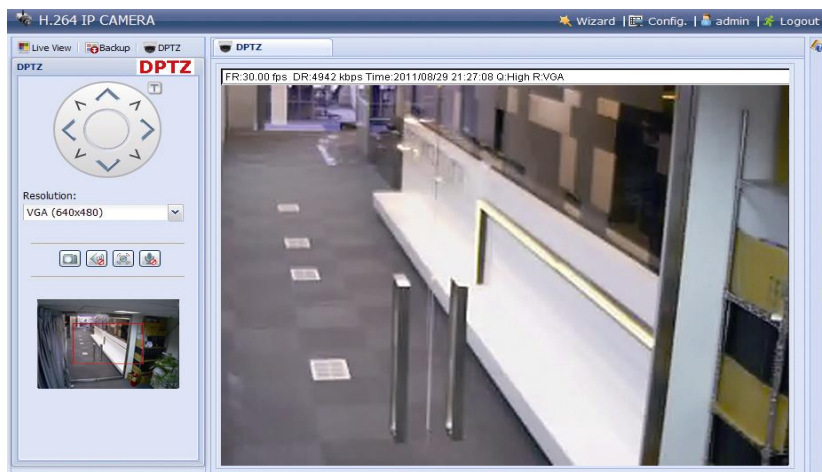 H.264 IP CAMERA
Wizard | Config. | admin | Logout
Live View Backup DPTZ
DPTZ
DPTZ DPTZ
T
FR:30.00 fps DR:4942 kbps Time:2011/08/29 21:27:08 Q:High R:VGA
Resolution:
VGA (640x480)